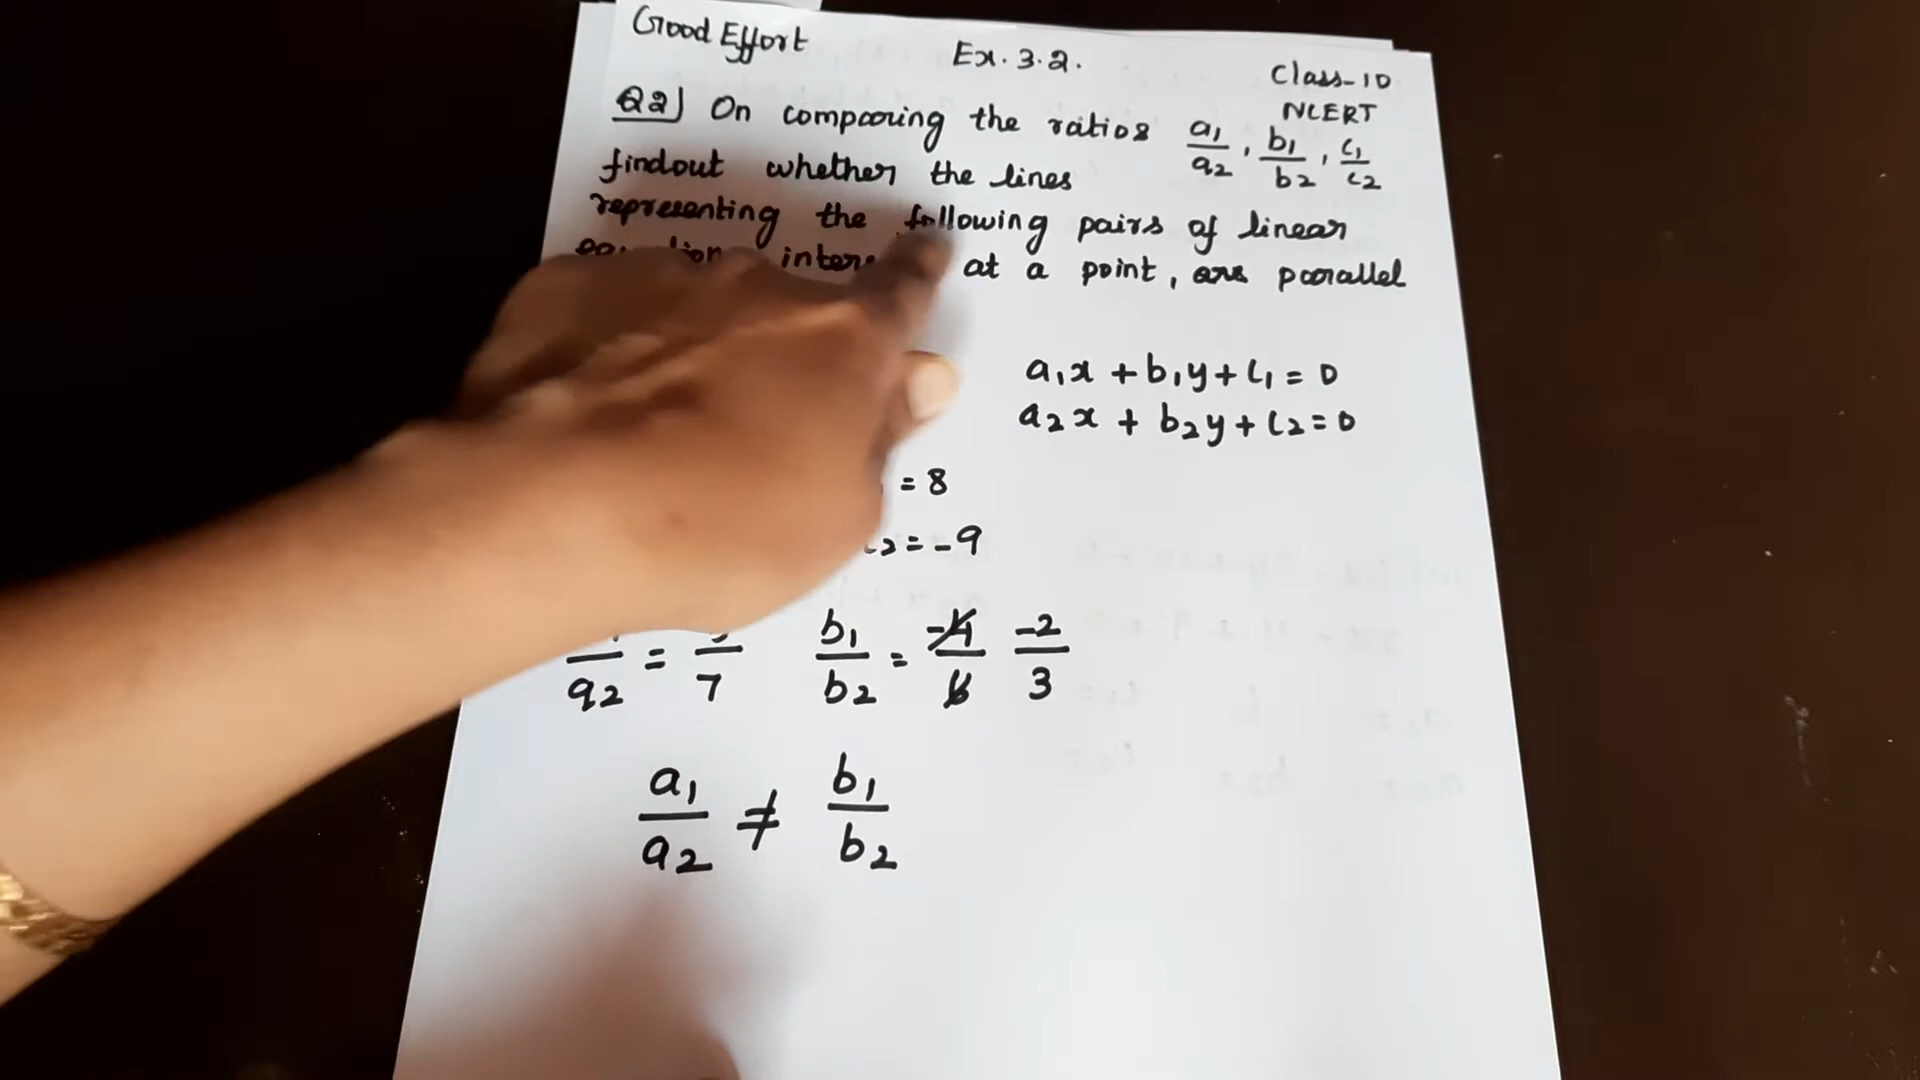 Good Effort
Ex. 3.2.
Class-10
NCERT
Q2) On comparing the ratios a1/a2, b1/b2, c1/c2
findout whether the lines
representing the following pairs of linear
at a point, are parallel
a1x + b1y + c1 = 0
a2x + b2y + c2 = 0
= 8
c2 = -9
a2 = 7 b1/b2 = -4/6 -2/3
a1/a2 ≠ b1/b2